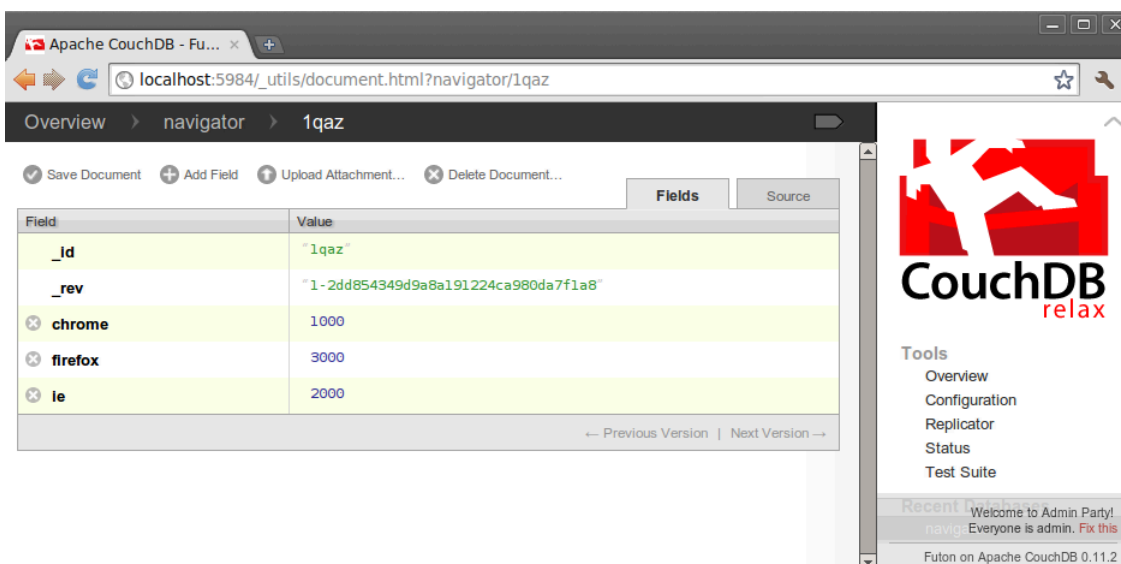 Apache CouchDB - Fu...
localhost:5984/_utils/document.html?navigator/1qaz
Overview navigator 1qaz
Save Document Add Field Upload Attachment... Delete Document...
Fields Source
Field Value
_id "1qaz"
_rev "1-2dd854349d9a8a191224ca980da7f1a8"
chrome 1000
firefox 3000
ie 2000
← Previous Version | Next Version →
CouchDB
relax
Tools
Overview
Configuration
Replicator
Status
Test Suite
Recent Databases
Welcome to Admin Party!
Everyone is admin. Fix this
Futon on Apache CouchDB 0.11.2